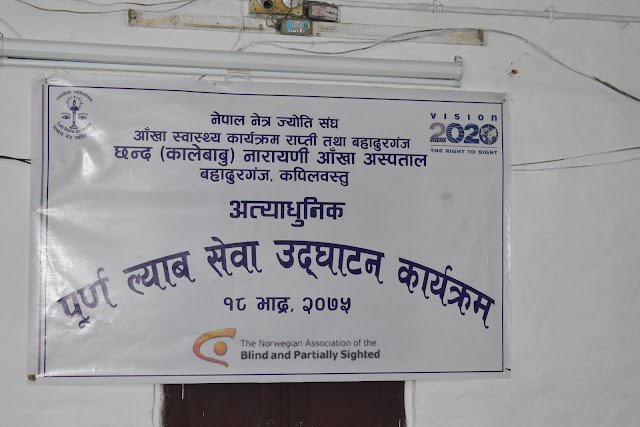 नेपाल नेत्र ज्योति संघ
आँखा स्वास्थ्य कार्यक्रम राप्ती तथा बहादुरगंज
छन्द (कालेबाबु) नारायणी आँखा अस्पताल
बहादुरगंज, कपिलवस्तु
VISION
2020
THE RIGHT TO SIGHT
अत्याधुनिक
पूर्ण ल्याब सेवा उद्घाटन कार्यक्रम
१८ भाद्र, २०७५
The Norwegian Association of the
Blind and Partially Sighted